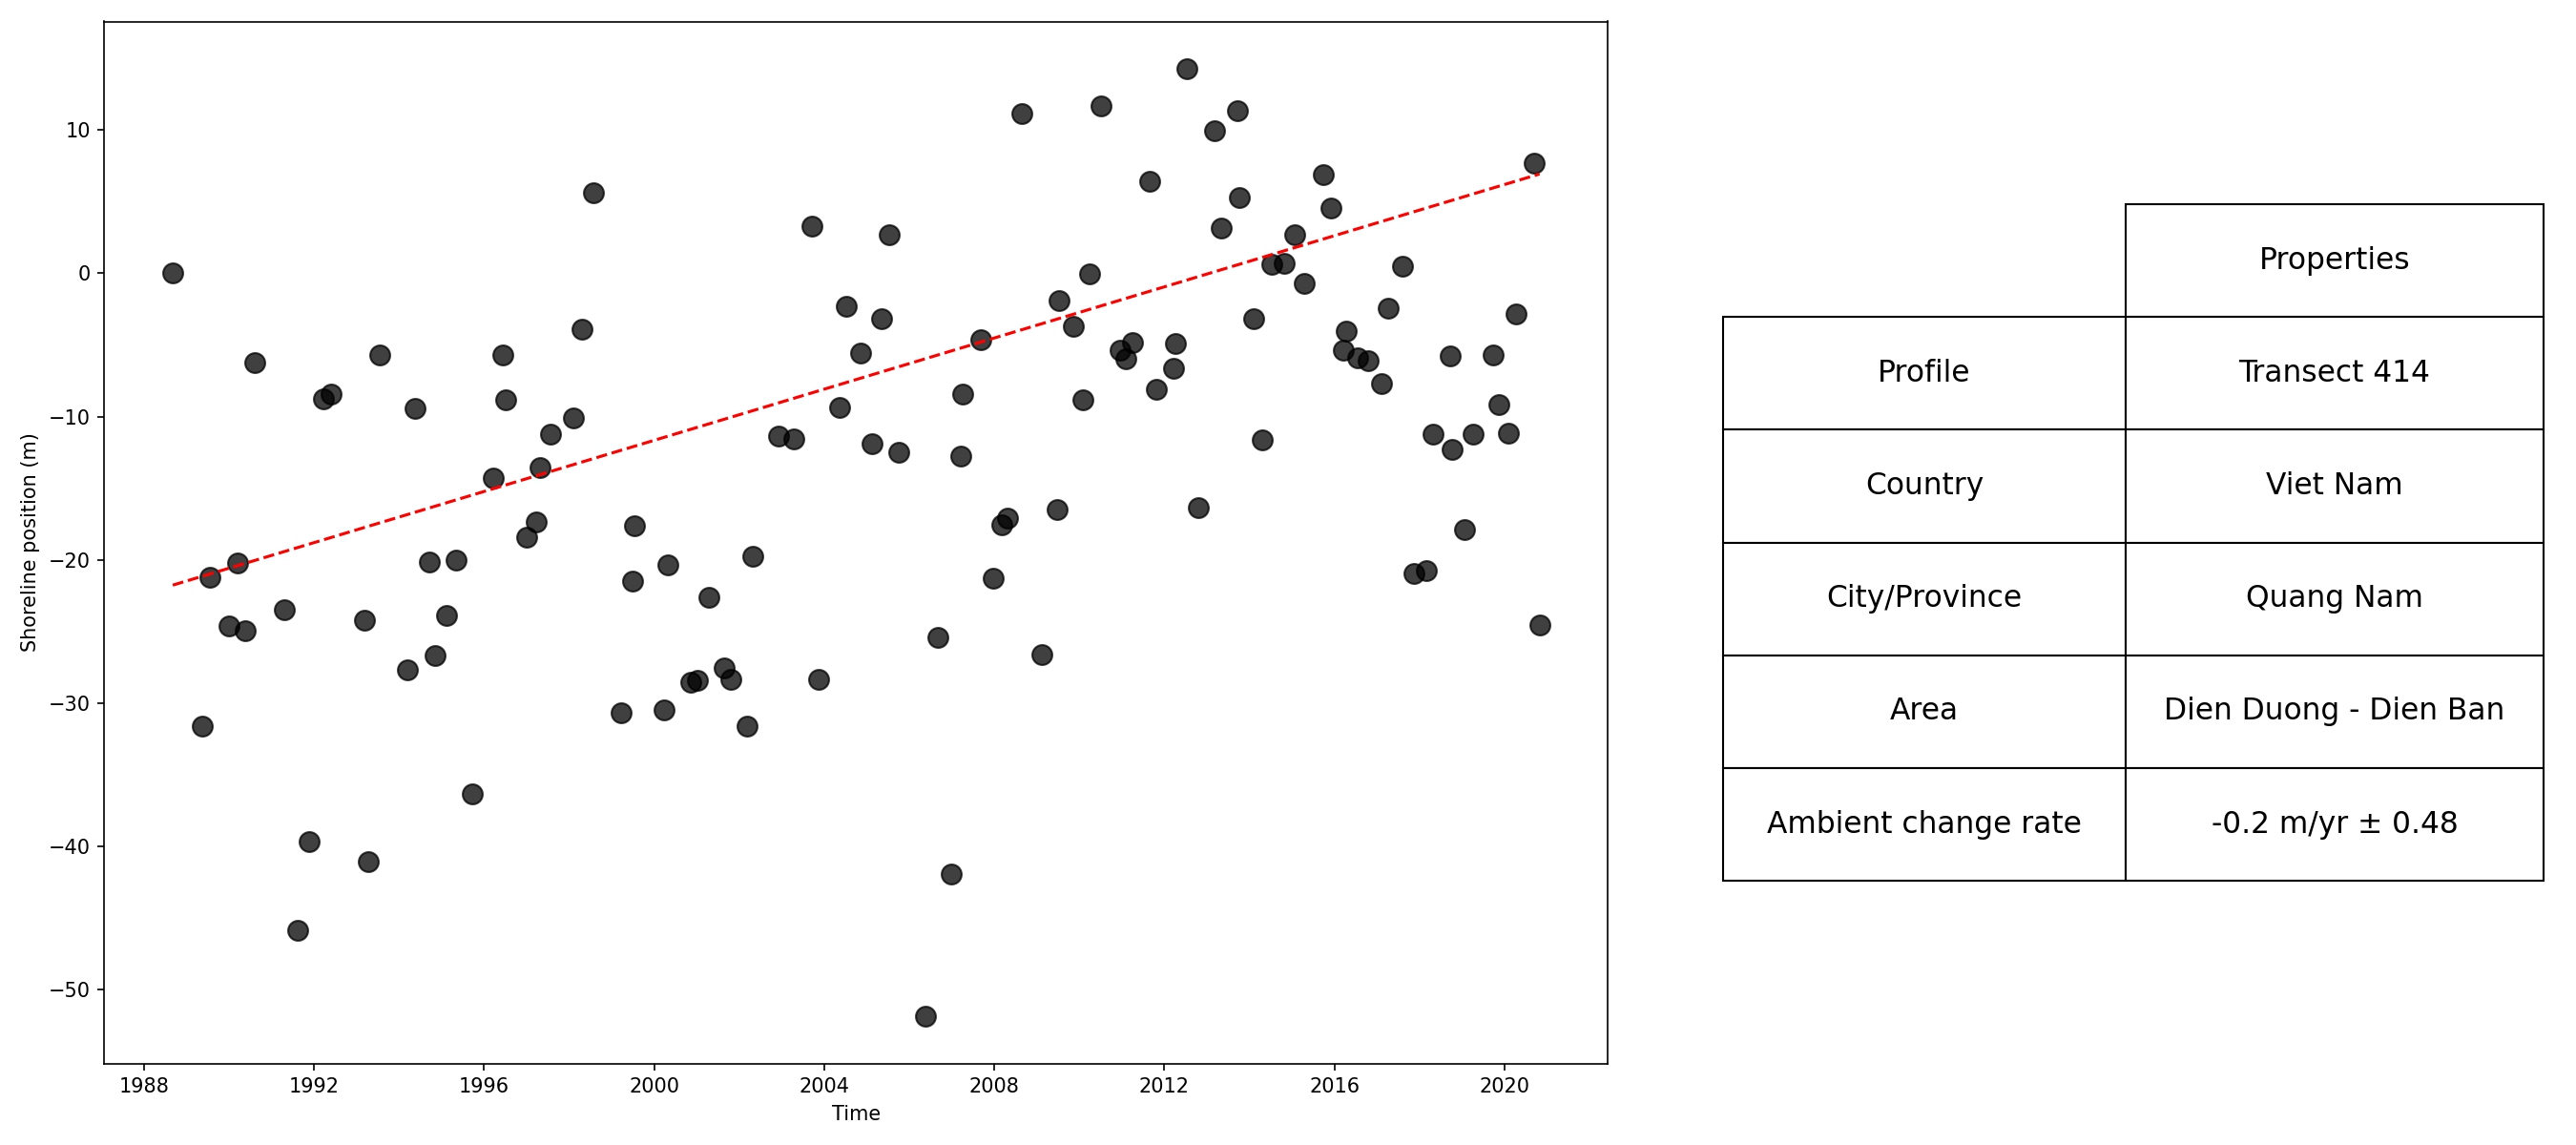 10
0
−10
−20
−30
−40
−50
Shoreline position (m)
1988 1992 1996 2000 2004 2008 2012 2016 2020
Time
Properties
Profile Transect 414
Country Viet Nam
City/Province Quang Nam
Area Dien Duong - Dien Ban
Ambient change rate -0.2 m/yr ± 0.48